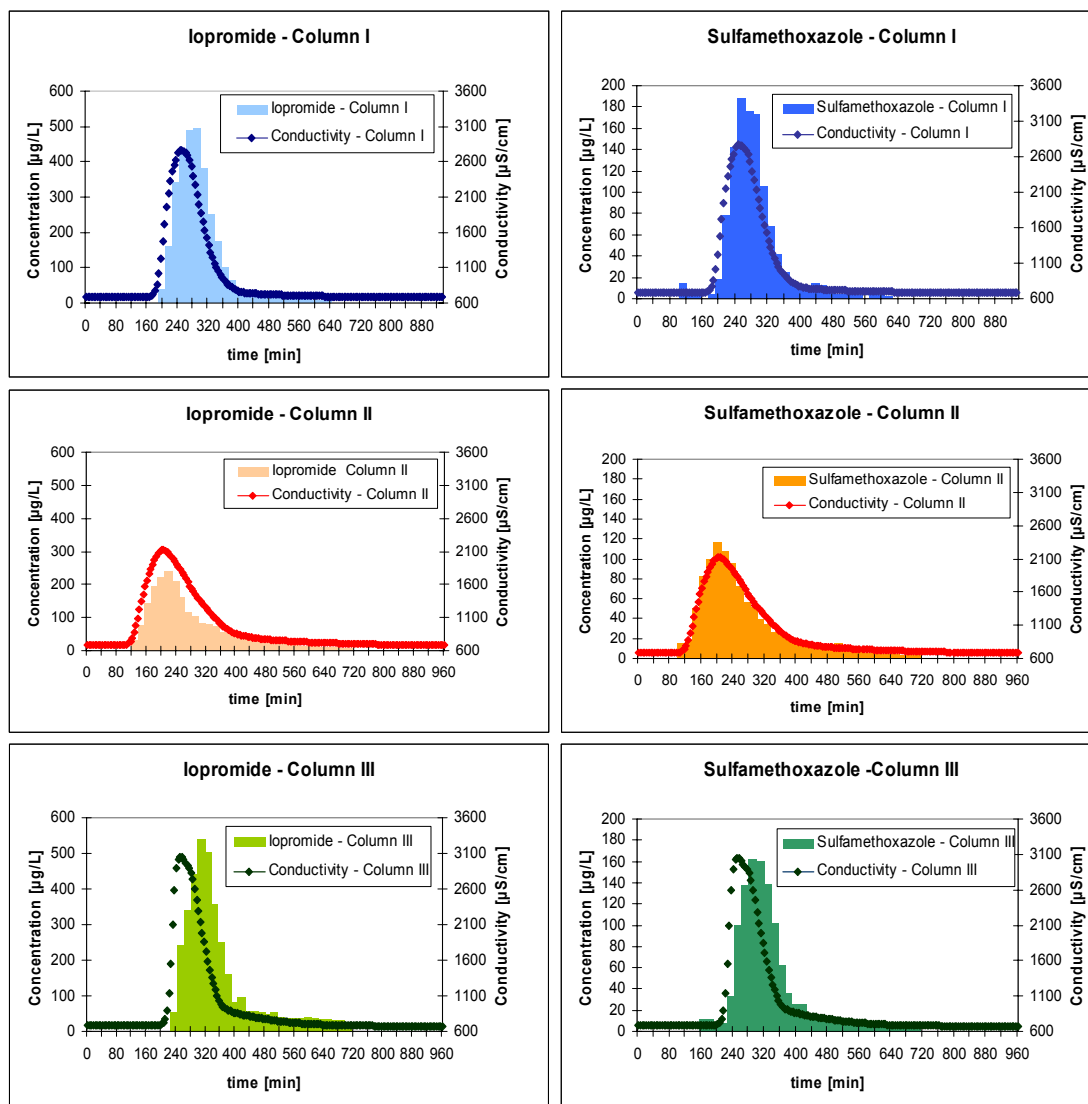 Iopromide - Column I
Concentration [µg/L]
600
500
400
300
200
100
0
Iopromide - Column I
Conductivity - Column I
3600
3100
2600
2100
1600
1100
600
Conductivity [µS/cm]
0 80 160 240 320 400 480 560 640 720 800 880
time [min]
Sulfamethoxazole - Column I
Concentration [µg/L]
200
180
160
140
120
100
80
60
40
20
0
Sulfamethoxazole - Column I
Conductivity - Column I
3600
3100
2600
2100
1600
1100
600
Conductivity [µS/cm]
0 80 160 240 320 400 480 560 640 720 800 880
time [min]
Iopromide - Column II
Concentration [µg/L]
600
500
400
300
200
100
0
Iopromide Column II
Conductivity - Column II
3600
3100
2600
2100
1600
1100
600
Conductivity [µS/cm]
0 80 160 240 320 400 480 560 640 720 800 880 960
time [min]
Sulfamethoxazole - Column II
Concentration [µg/L]
200
180
160
140
120
100
80
60
40
20
0
Sulfamethoxazole - Column II
Conductivity - Column II
3600
3100
2600
2100
1600
1100
600
Conductivity [µS/cm]
0 80 160 240 320 400 480 560 640 720 800 880 960
time [min]
Iopromide - Column III
Concentration [µg/L]
600
500
400
300
200
100
0
Iopromide - Column III
Conductivity - Column III
3600
3100
2600
2100
1600
1100
600
Conductivity [µS/cm]
0 80 160 240 320 400 480 560 640 720 800 880 960
time [min]
Sulfamethoxazole -Column III
Concentration [µg/L]
200
180
160
140
120
100
80
60
40
20
0
Sulfamethoxazole - Column III
Conductivity - Column III
3600
3100
2600
2100
1600
1100
600
Conductivity [µS/cm]
0 80 160 240 320 400 480 560 640 720 800 880 960
time [min]